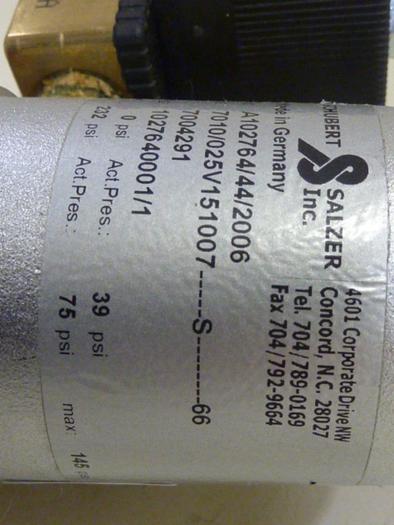 SCHUBERT
SALZER
Inc.
4601 Corporate Drive NW
Concord, N.C. 28027
Tel. 704/789-0169
Fax 704/792-9664
in Germany
A102764/44/2006
7010/025V151007-----S--------66
7004291
1027640001/1
0 psi Act.Pres.: 39 psi
232 psi Act.Pres.: 75 psi max: 145 psi